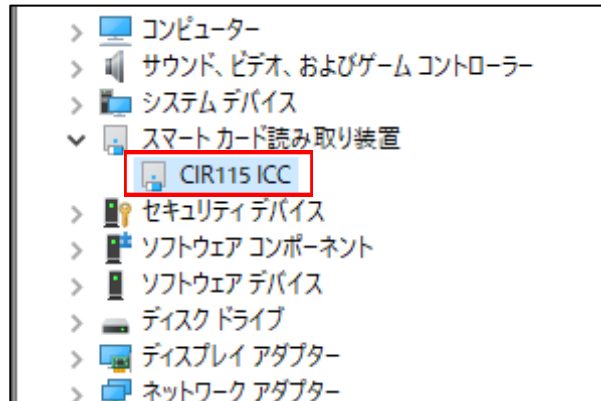 コンピューター
サウンド、ビデオ、およびゲーム コントローラー
システム デバイス
スマート カード読み取り装置
CIR115 ICC
セキュリティ デバイス
ソフトウェア コンポーネント
ソフトウェア デバイス
ディスク ドライブ
ディスプレイ アダプター
ネットワーク アダプター